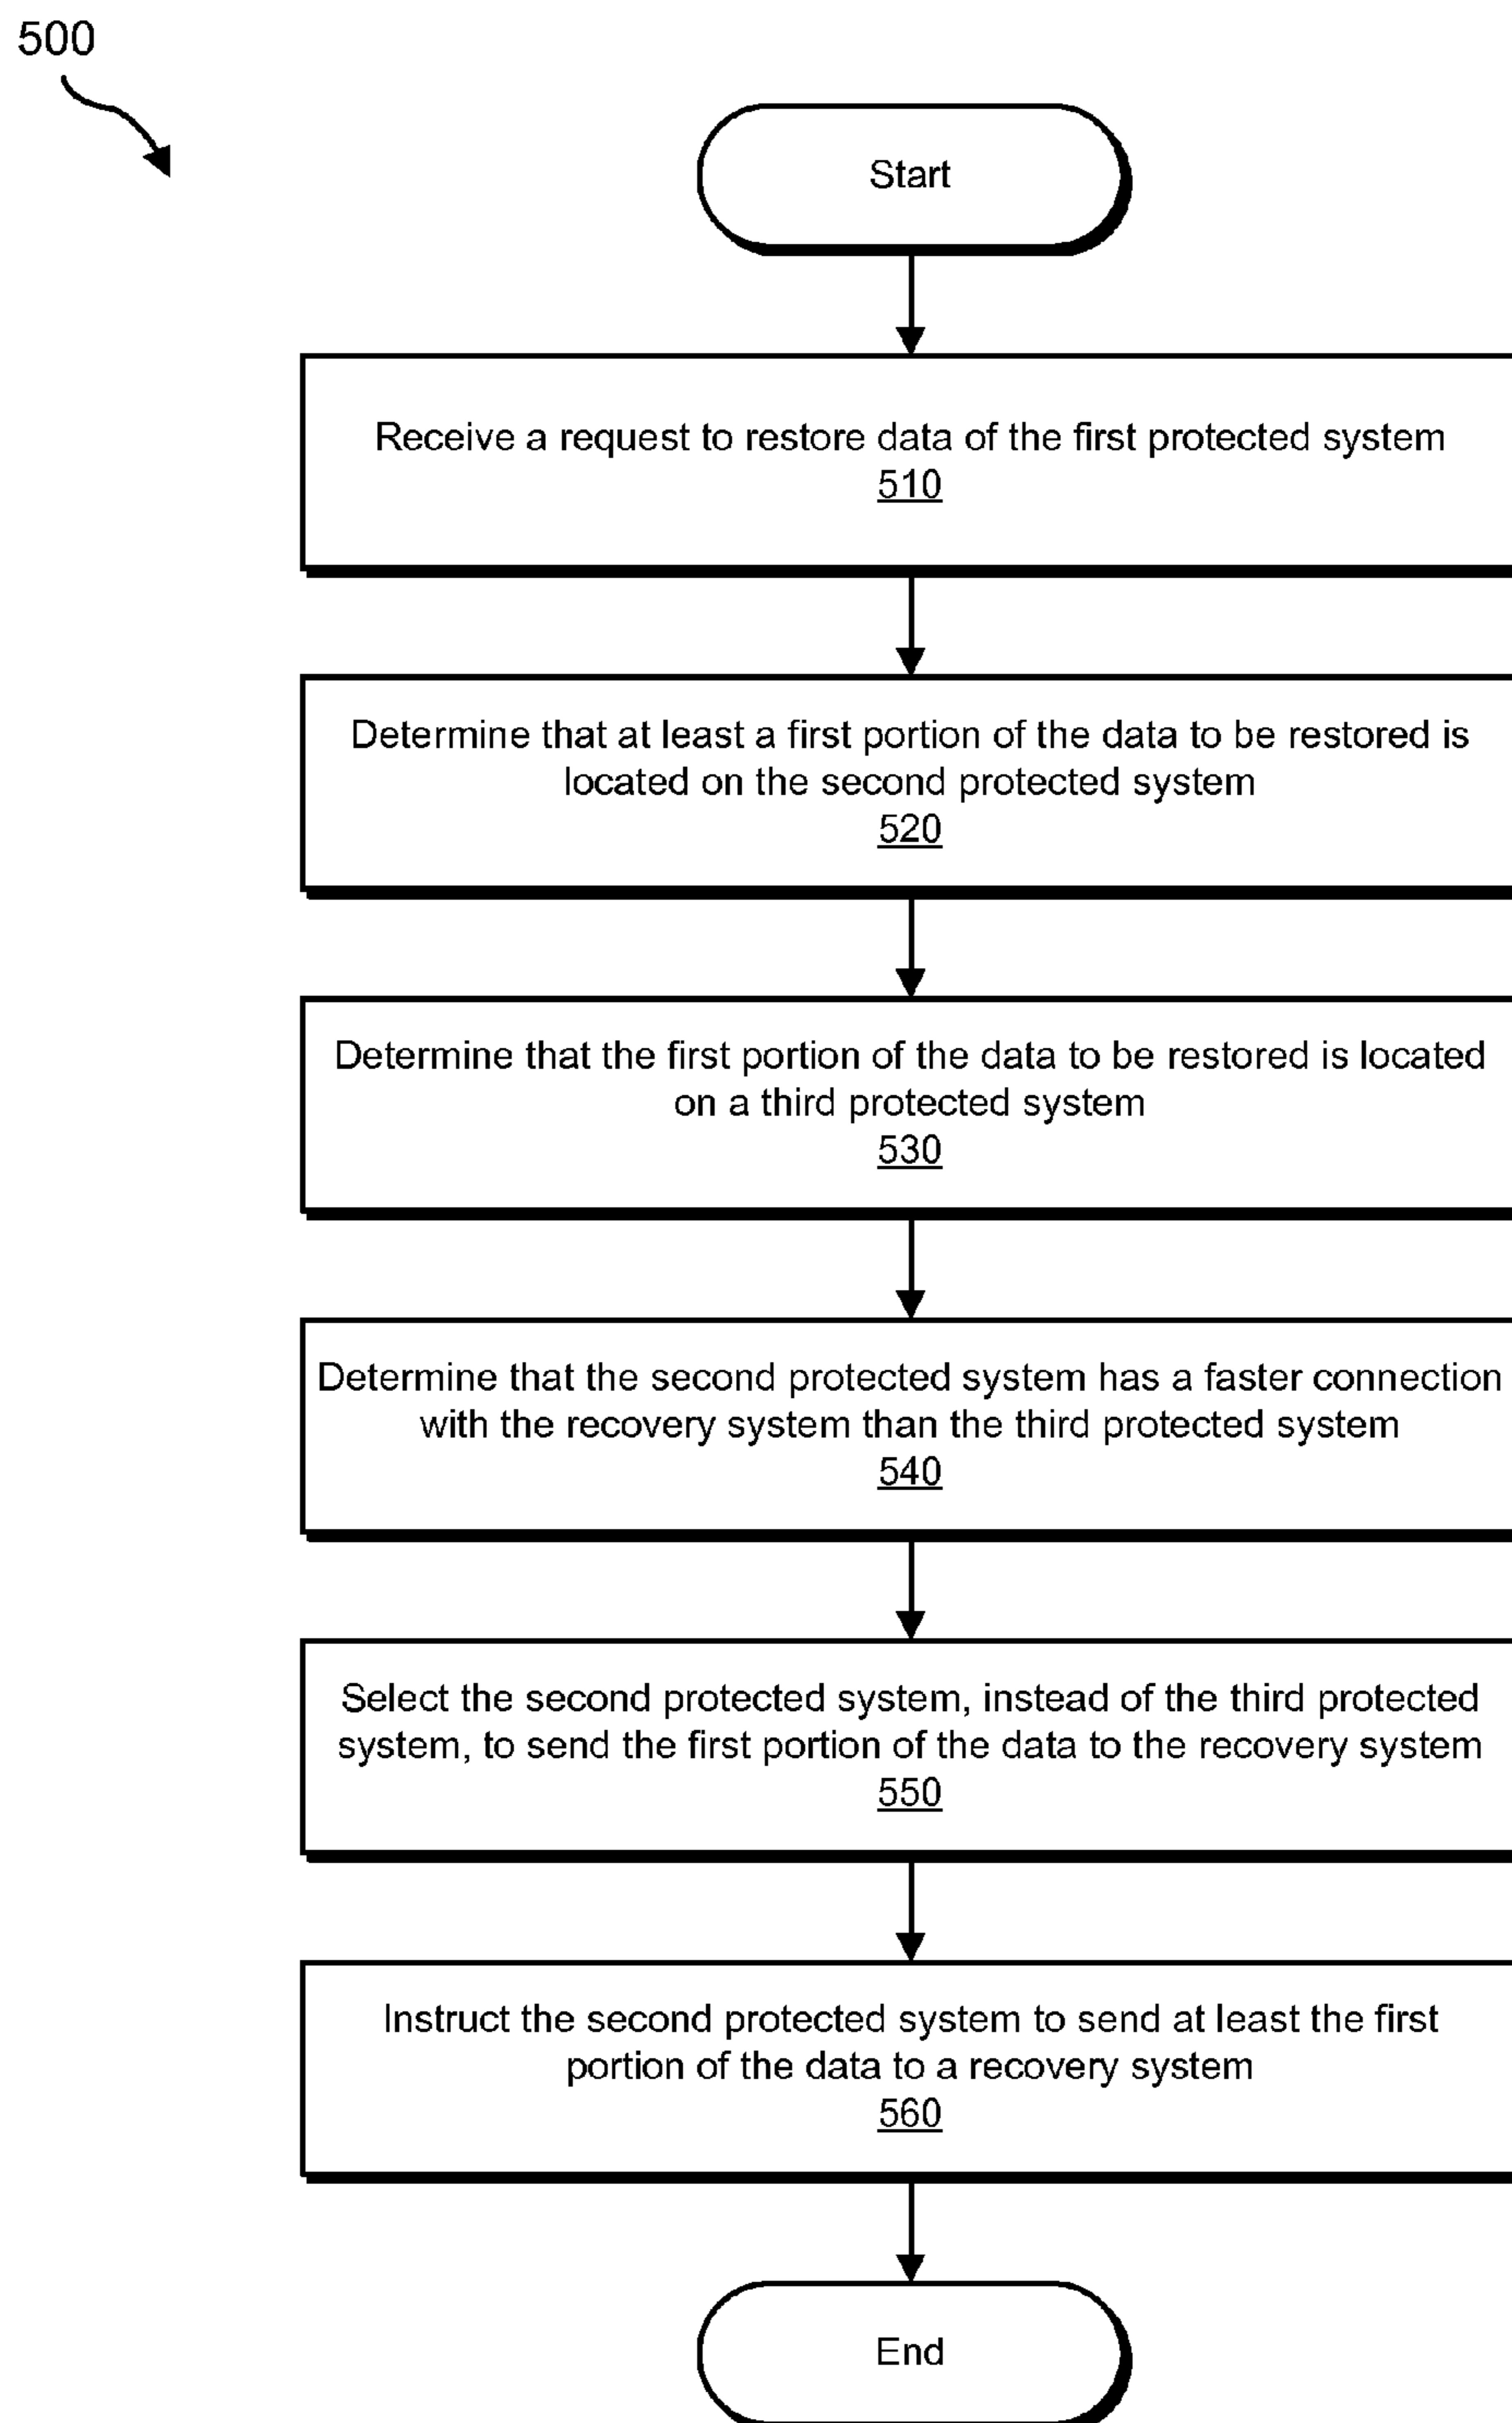 500
Start
Receive a request to restore data of the first protected system
510
Determine that at least a first portion of the data to be restored is
located on the second protected system
520
Determine that the first portion of the data to be restored is located
on a third protected system
530
Determine that the second protected system has a faster connection
with the recovery system than the third protected system
540
Select the second protected system, instead of the third protected
system, to send the first portion of the data to the recovery system
550
Instruct the second protected system to send at least the first
portion of the data to a recovery system
560
End